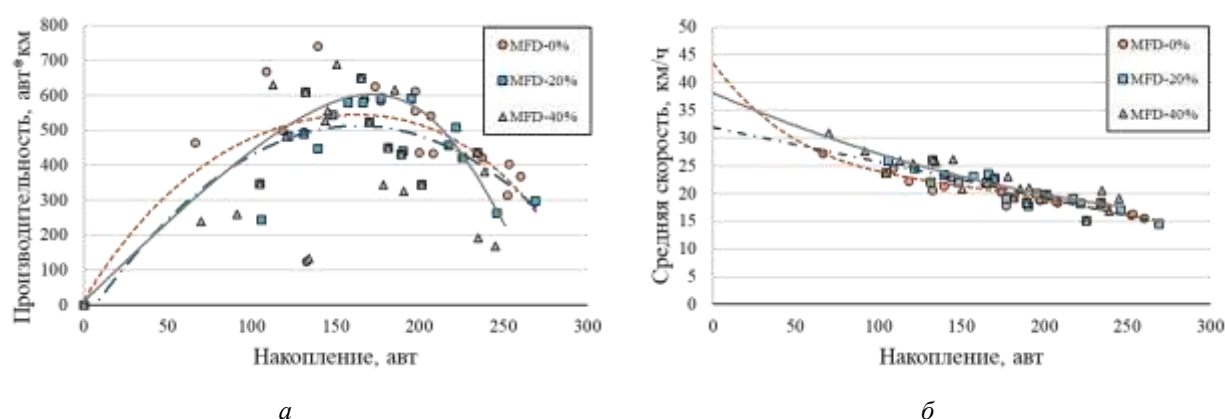 Производительность, авт*км
800
700
600
500
400
300
200
100
0
0 50 100 150 200 250 300
Накопление, авт
MFD-0%
MFD-20%
MFD-40%
а
Средняя скорость, км/ч
50
45
40
35
30
25
20
15
10
5
0
0 50 100 150 200 250 300
Накопление, авт
MFD-0%
MFD-20%
MFD-40%
б